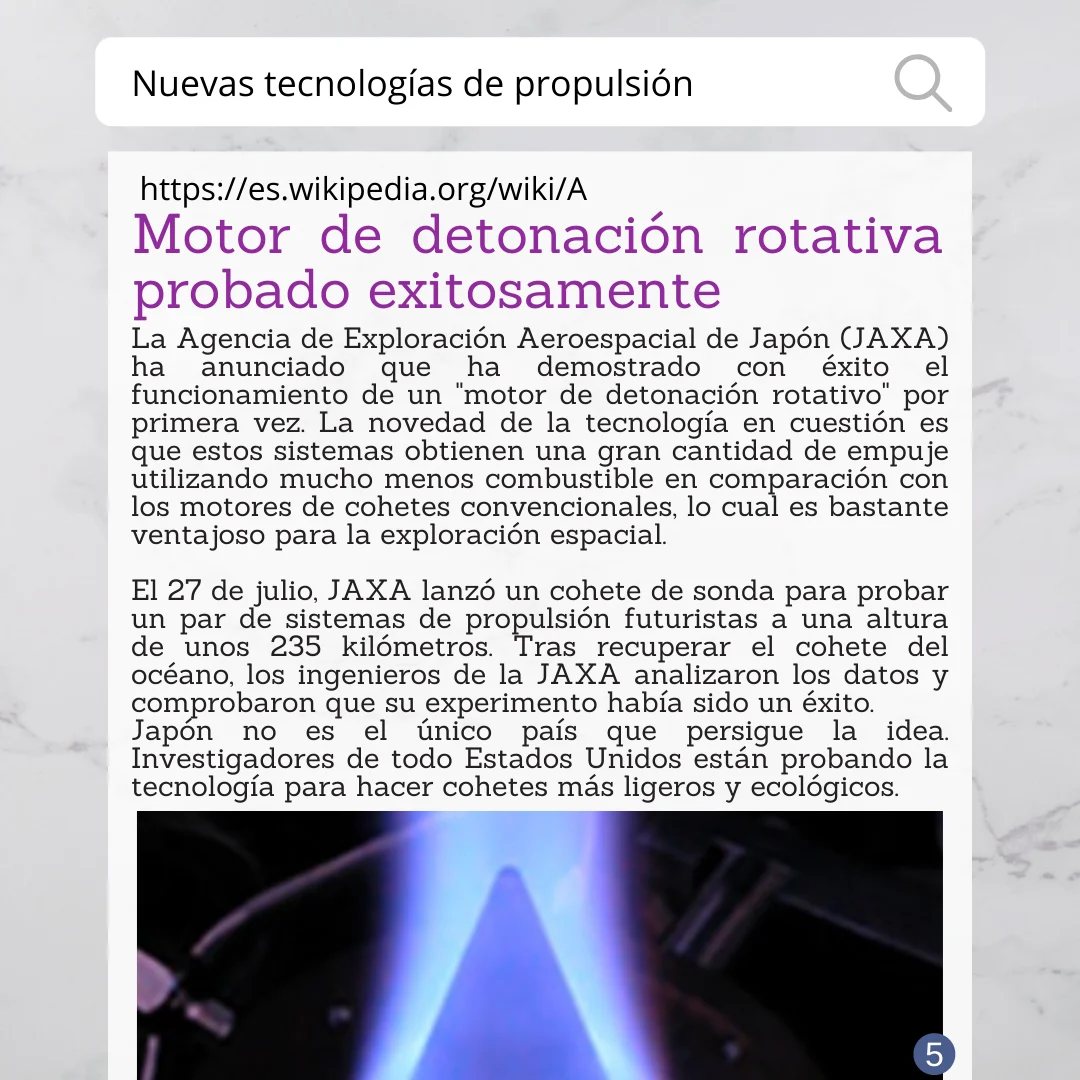 Nuevas tecnologías de propulsión
https://es.wikipedia.org/wiki/A
Motor de detonación rotativa
probado exitosamente
La Agencia de Exploración Aeroespacial de Japón (JAXA)
ha anunciado que ha demostrado con éxito el
funcionamiento de un "motor de detonación rotativo" por
primera vez. La novedad de la tecnología en cuestión es
que estos sistemas obtienen una gran cantidad de empuje
utilizando mucho menos combustible en comparación con
los motores de cohetes convencionales, lo cual es bastante
ventajoso para la exploración espacial.
El 27 de julio, JAXA lanzó un cohete de sonda para probar
un par de sistemas de propulsión futuristas a una altura
de unos 235 kilómetros. Tras recuperar el cohete del
océano, los ingenieros de la JAXA analizaron los datos y
comprobaron que su experimento había sido un éxito.
Japón no es el único país que persigue la idea.
Investigadores de todo Estados Unidos están probando la
tecnología para hacer cohetes más ligeros y ecológicos.
5